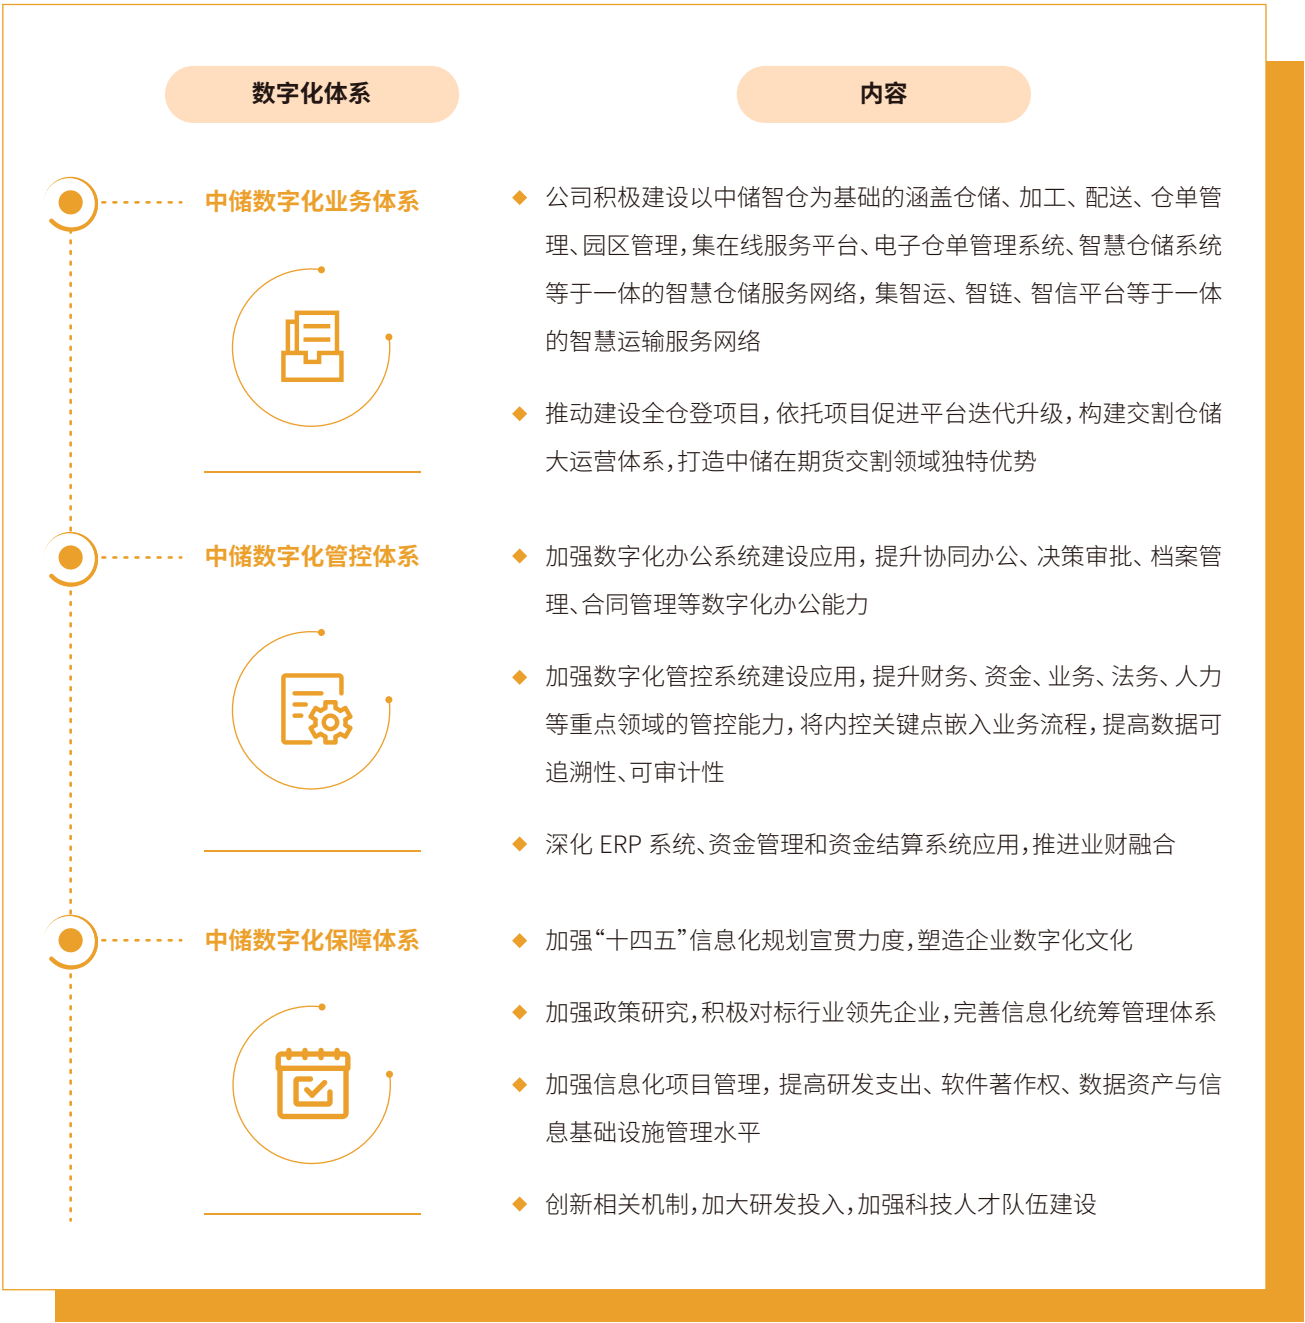 数字化体系
内容
中储数字化业务体系
公司积极建设以中储智仓为基础的涵盖仓储、加工、配送、仓单管
理、园区管理，集在线服务平台、电子仓单管理系统、智慧仓储系统
等于一体的智慧仓储服务网络，集智运、智链、智信平台等于一体
的智慧运输服务网络
推动建设全仓登项目，依托项目促进平台迭代升级，构建交割仓储
大运营体系，打造中储在期货交割领域独特优势
中储数字化管控体系
加强数字化办公系统建设应用，提升协同办公、决策审批、档案管
理、合同管理等数字化办公能力
加强数字化管控系统建设应用，提升财务、资金、业务、法务、人力
等重点领域的管控能力，将内控关键点嵌入业务流程，提高数据可
追溯性、可审计性
深化 ERP 系统、资金管理和资金结算系统应用，推进业财融合
中储数字化保障体系
加强“十四五”信息化规划宣贯力度，塑造企业数字化文化
加强政策研究，积极对标行业领先企业，完善信息化统筹管理体系
加强信息化项目管理，提高研发支出、软件著作权、数据资产与信
息基础设施管理水平
创新相关机制，加大研发投入，加强科技人才队伍建设